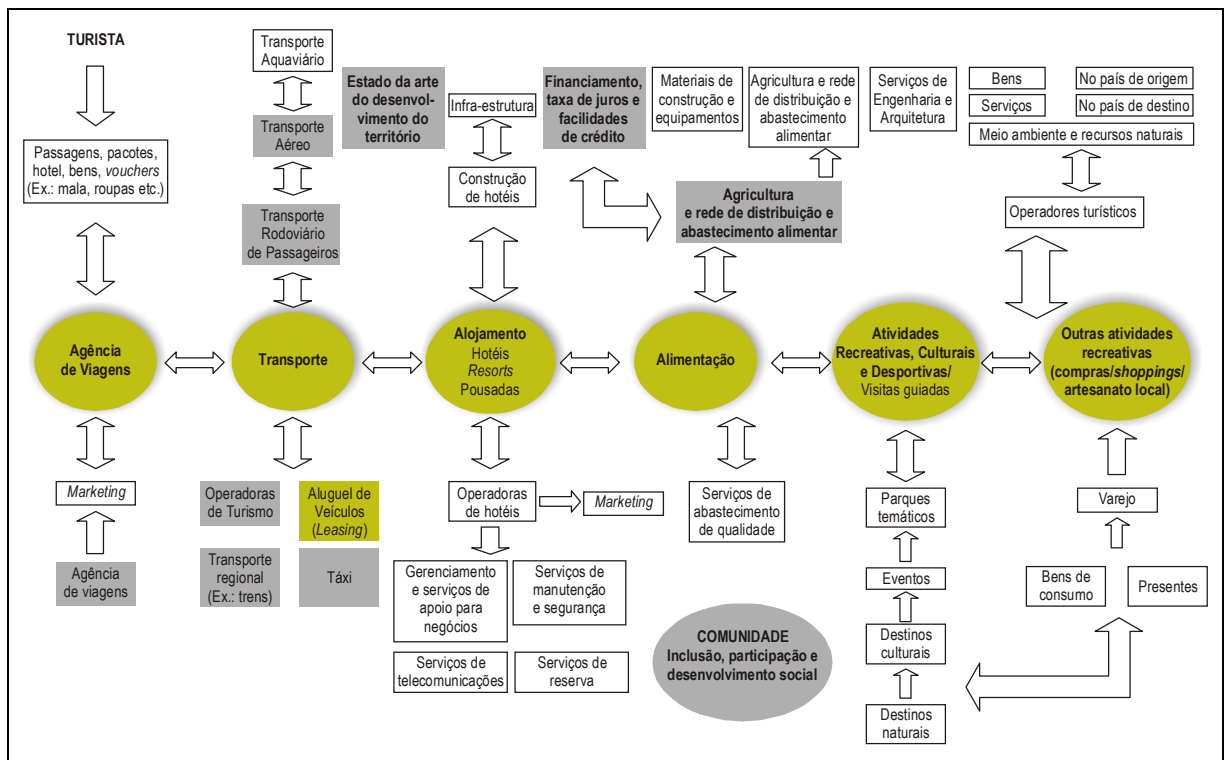 TURISTA
Passagens, pacotes,
hotel, bens, vouchers
(Ex.: mala, roupas etc.)
Transporte
Aquaviário
Transporte
Aéreo
Transporte
Rodoviário
de Passageiros
Estado da arte
do desenvol-
vimento do
território
Infra-estrutura
Construção
de hotéis
Financiamento,
taxa de juros e
facilidades
de crédito
Materiais de
construção e
equipamentos
Agricultura e rede
de distribuição e
abastecimento
alimentar
Serviços de
Engenharia e
Arquitetura
Agricultura
e rede de distribuição e
abastecimento alimentar
Bens
No país de origem
Serviços
No país de destino
Meio ambiente e recursos naturais
Operadores turísticos
Agência
de Viagens
Transporte
Alojamento
Hotéis
Resorts
Pousadas
Alimentação
Atividades
Recreativas, Culturais
e Desportivas/
Visitas guiadas
Outras atividades
recreativas
(compras/shoppings/
artesanato local)
Marketing
Agência
de viagens
Operadoras
de Turismo
Aluguel de
Veículos
(Leasing)
Transporte
regional
(Ex.: trens)
Táxi
Operadoras
de hotéis
Marketing
Gerenciamento
e serviços de
apoio para
negócios
Serviços de
manutenção
e segurança
Serviços de
telecomunicações
Serviços de
reserva
Serviços de
abastecimento
de qualidade
COMUNIDADE
Inclusão, participação e
desenvolvimento social
Parques
temáticos
Eventos
Destinos
culturais
Destinos
naturais
Varejo
Bens de
consumo
Presentes